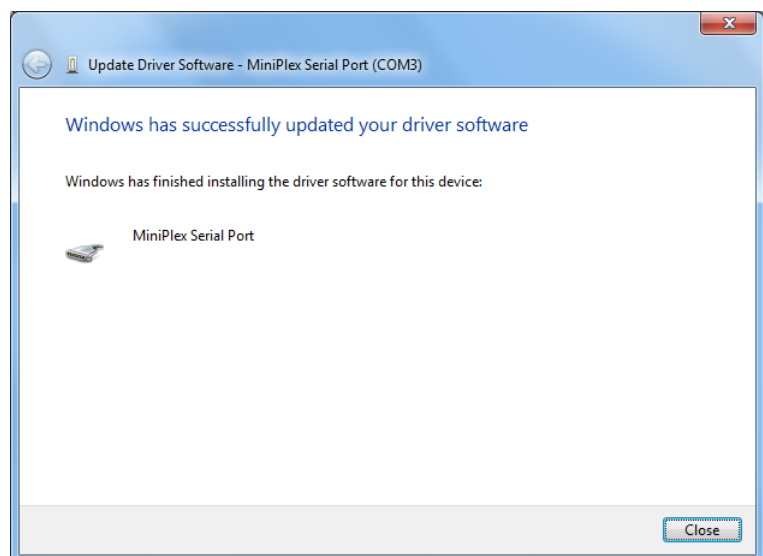 Update Driver Software - MiniPlex Serial Port (COM3)
Windows has successfully updated your driver software
Windows has finished installing the driver software for this device:
MiniPlex Serial Port
Close